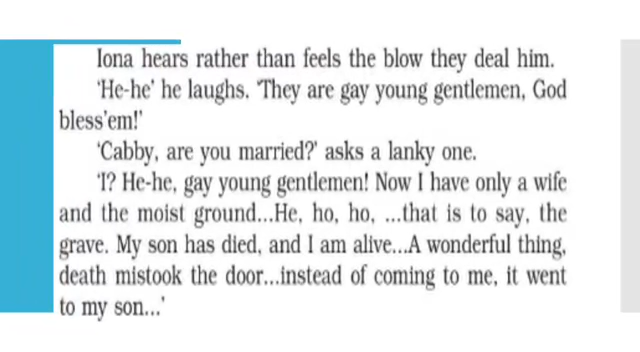 Iona hears rather than feels the blow they deal him.
'He-he' he laughs. 'They are gay young gentlemen, God
bless'em!'
'Cabby, are you married?' asks a lanky one.
'I? He-he, gay young gentlemen! Now I have only a wife
and the moist ground...He, ho, ho, ...that is to say, the
grave. My son has died, and I am alive...A wonderful thing,
death mistook the door...instead of coming to me, it went
to my son...'